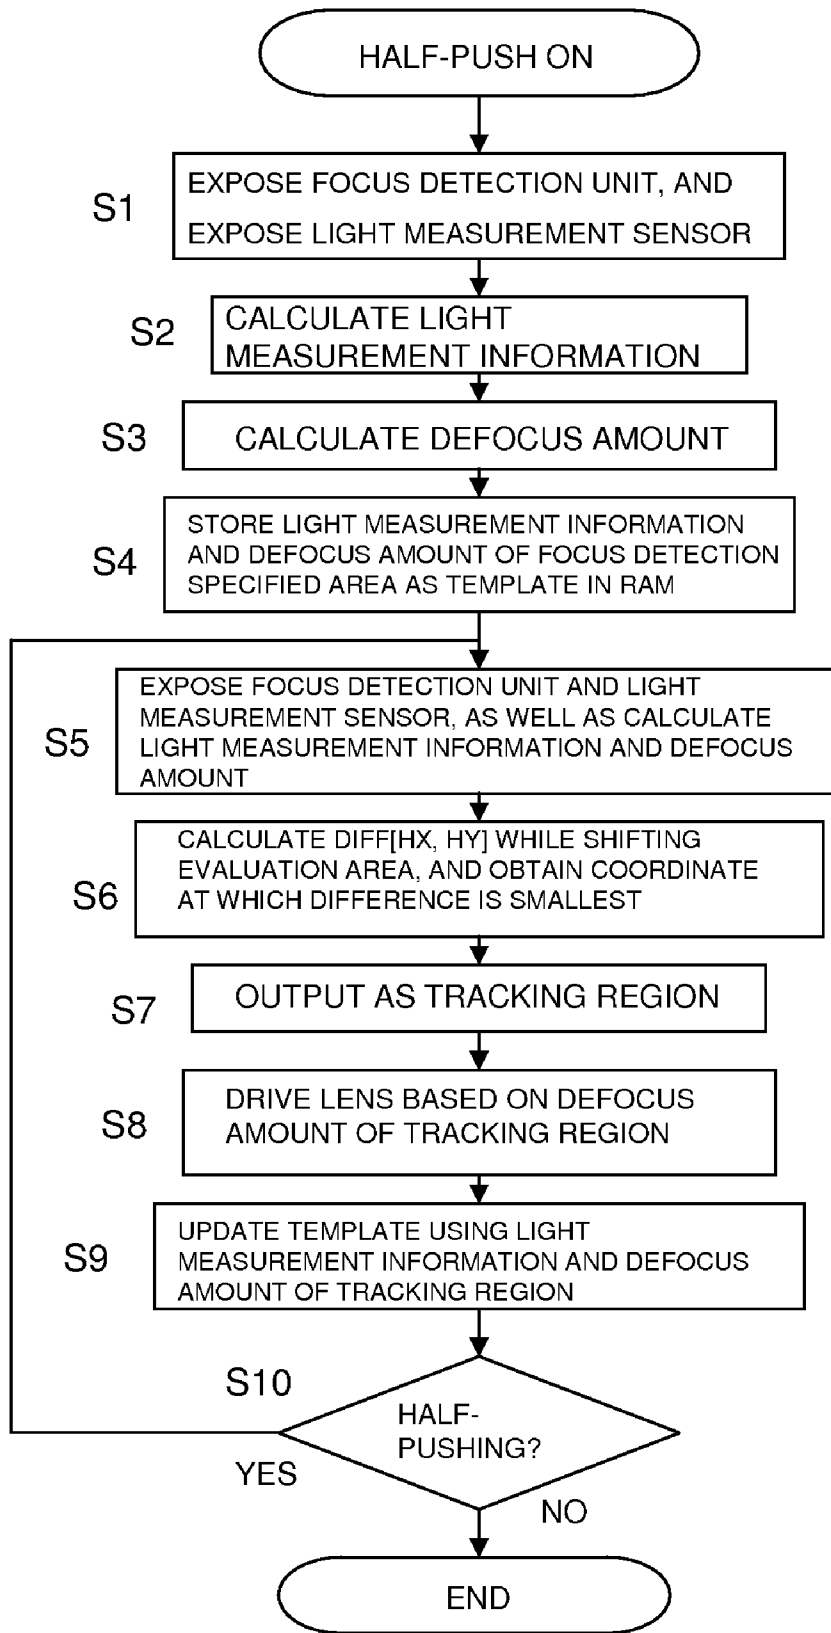 HALF-PUSH ON
S1
EXPOSE FOCUS DETECTION UNIT, AND
EXPOSE LIGHT MEASUREMENT SENSOR
S2
CALCULATE LIGHT
MEASUREMENT INFORMATION
S3
CALCULATE DEFOCUS AMOUNT
S4
STORE LIGHT MEASUREMENT INFORMATION
AND DEFOCUS AMOUNT OF FOCUS DETECTION
SPECIFIED AREA AS TEMPLATE IN RAM
S5
EXPOSE FOCUS DETECTION UNIT AND LIGHT
MEASUREMENT SENSOR, AS WELL AS CALCULATE
LIGHT MEASUREMENT INFORMATION AND DEFOCUS
AMOUNT
S6
CALCULATE DIFF[HX, HY] WHILE SHIFTING
EVALUATION AREA, AND OBTAIN COORDINATE
AT WHICH DIFFERENCE IS SMALLEST
S7
OUTPUT AS TRACKING REGION
S8
DRIVE LENS BASED ON DEFOCUS
AMOUNT OF TRACKING REGION
S9
UPDATE TEMPLATE USING LIGHT
MEASUREMENT INFORMATION AND DEFOCUS
AMOUNT OF TRACKING REGION
S10
HALF-
PUSHING?
YES
NO
END